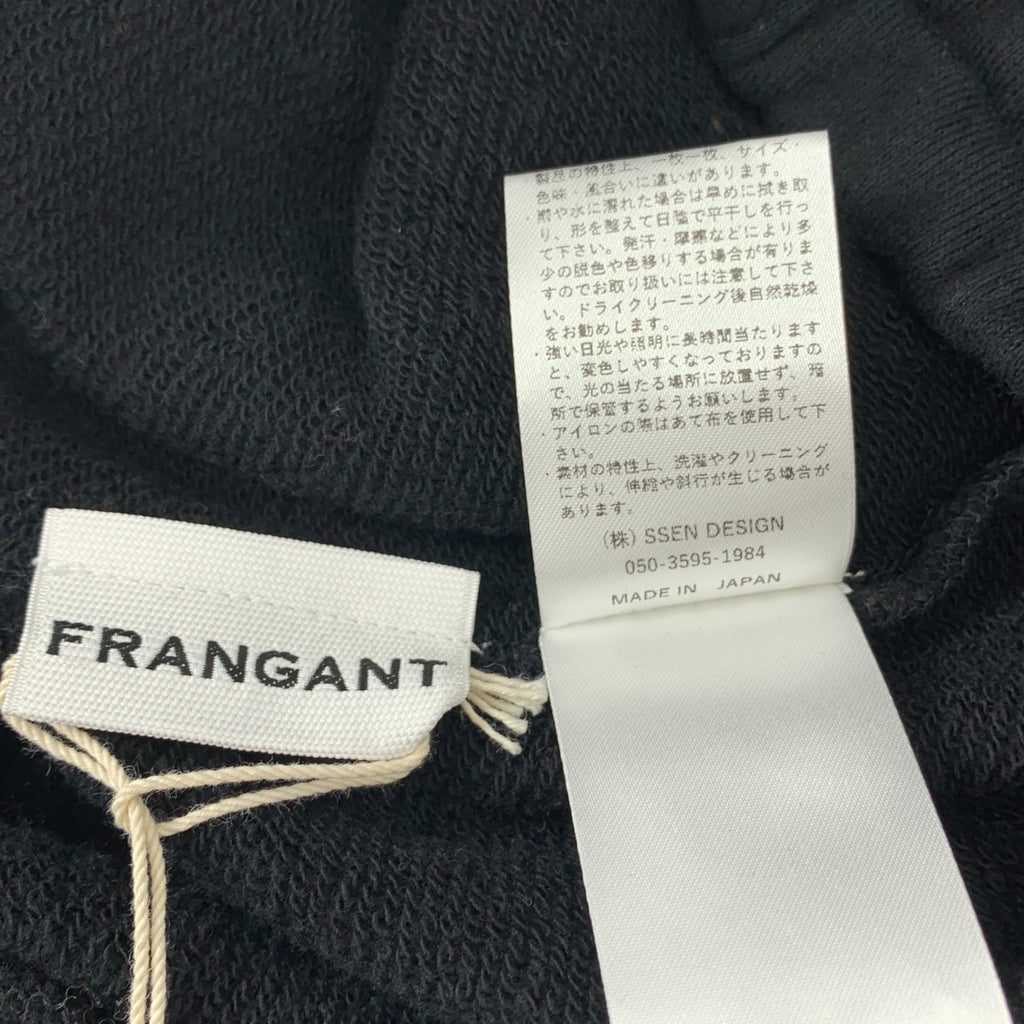 製品の特性上、一枚一枚、サイズ・
色味・風合いに違いがあります。
・雨や水に濡れた場合は早めに拭き取
り、形を整えて日陰で平干しを行っ
て下さい。発汗・摩擦などにより多
少の脱色や色移りする場合が有りま
すのでお取り扱いには注意して下さ
い。ドライクリーニング後自然乾燥
をお勧めします。
・強い日光や照明に長時間当たります
と、変色しやすくなっておりますの
で、光の当たる場所に放置せず、暗
所で保管するようお願いします。
・アイロンの際はあて布を使用して下
さい。
・素材の特性上、洗濯やクリーニング
により、伸縮や斜行が生じる場合が
あります。
(株) SSEN DESIGN
050-3595-1984
MADE IN JAPAN
FRANGANT